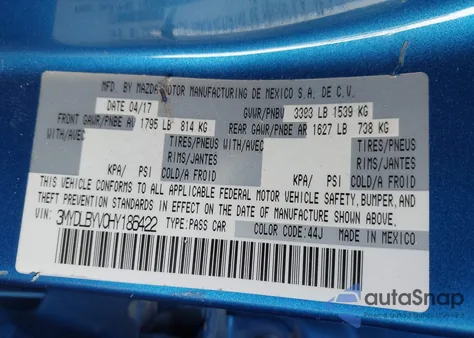 MFD. BY MAZDA MOTOR MANUFACTURING DE MEXICO S.A. DE C.V.
DATE 04/17 GVWR/PNBV 3393 LB 1539 KG
FRONT GAWR/PNBE AV 1795 LB 814 KG REAR GAWR/PNBE AR 1627 LB 738 KG
WITH/AVEC TIRES/PNEUS WITH/AVEC TIRES/PNEUS
RIMS/JANTES RIMS/JANTES
KPA/ PSI COLD/A FROID KPA/ PSI COLD/A FROID
THIS VEHICLE CONFORMS TO ALL APPLICABLE FEDERAL MOTOR VEHICLE SAFETY, BUMPER, AND
THEFT PREVENTION STANDARDS IN EFFECT ON THE DATE OF MANUFACTURE SHOWN ABOVE.
VIN: 3MYDLBYV0HY186422 TYPE:PASS CAR COLOR CODE:44J MADE IN MEXICO
autoSnap